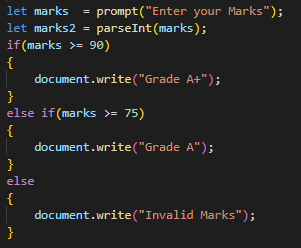 let marks  = prompt("Enter your Marks");
let marks2 = parseInt(marks);
if(marks >= 90)
{
    document.write("Grade A+");
}
else if(marks >= 75)
{
    document.write("Grade A");
}
else
{
    document.write("Invalid Marks");
}